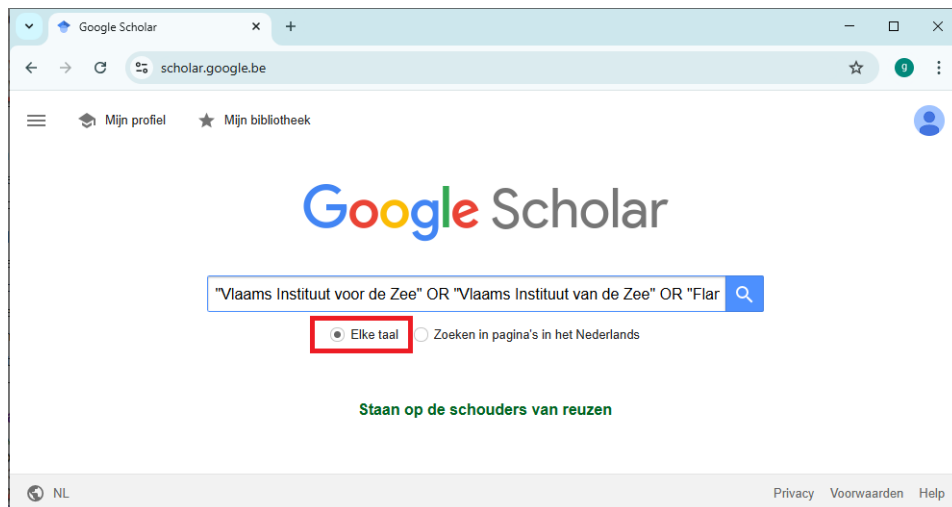 Google Scholar
scholar.google.be
g
Mijn profiel
Mijn bibliotheek
Google Scholar
"Vlaams Instituut voor de Zee" OR "Vlaams Instituut van de Zee" OR "Flar
Elke taal
Zoeken in pagina's in het Nederlands
Staan op de schouders van reuzen
NL
Privacy Voorwaarden Help